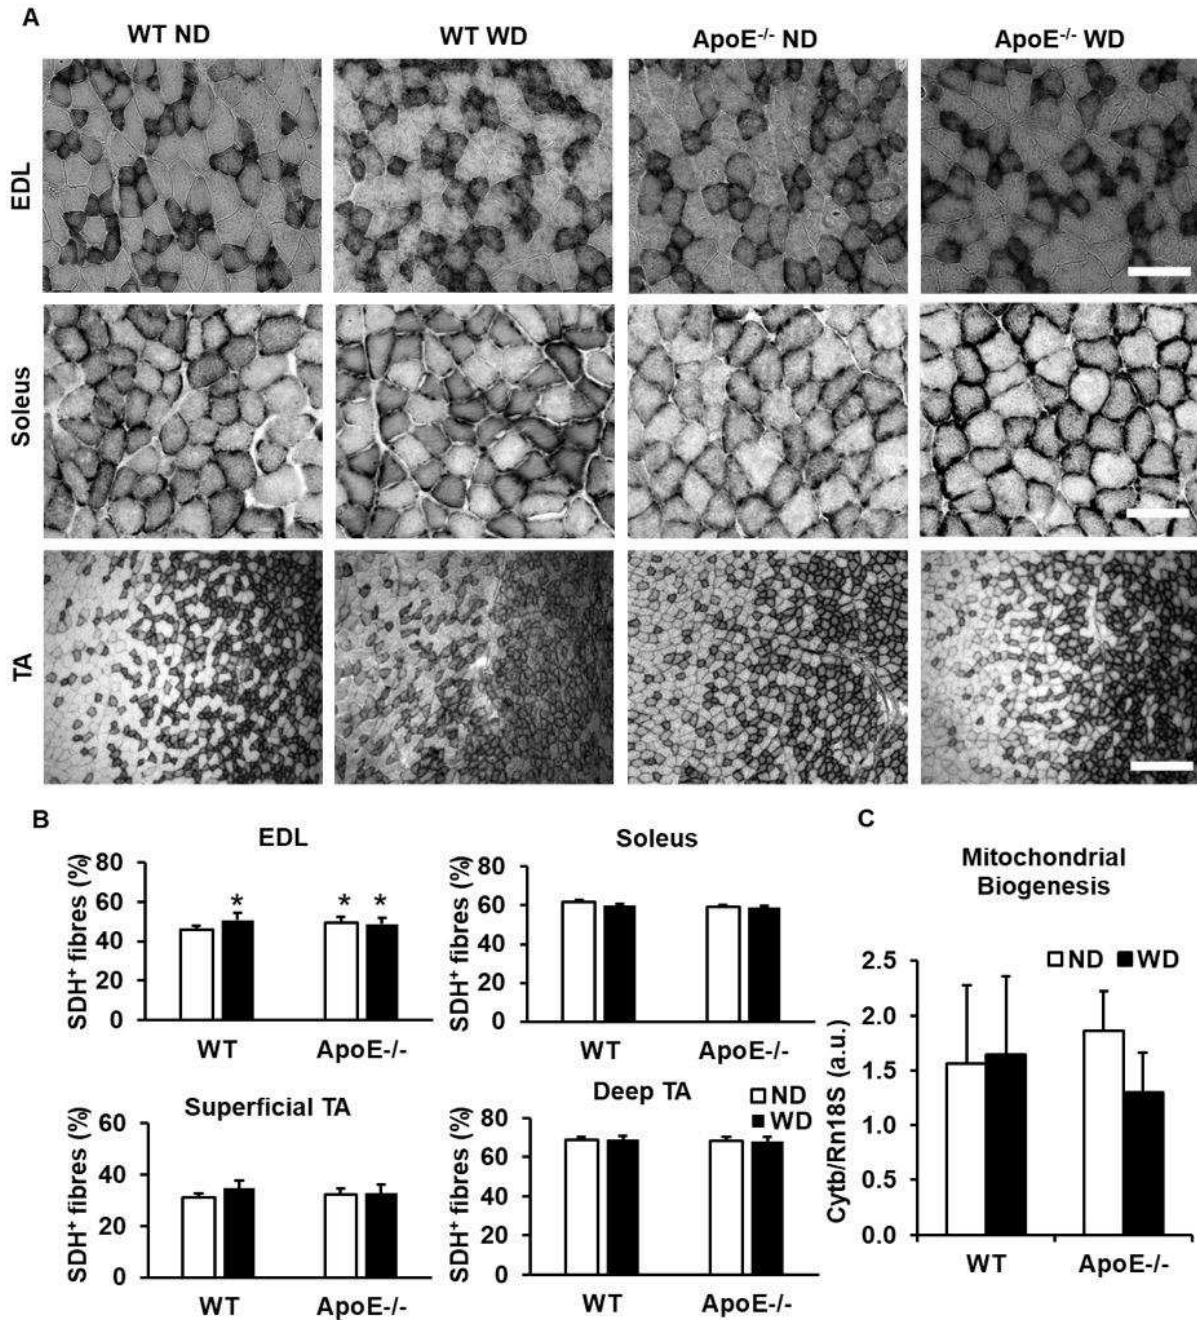 A
WT ND
WT WD
ApoE⁻/⁻ ND
ApoE⁻/⁻ WD
EDL
Soleus
TA
B
EDL
SDH⁺ fibres (%)
80
60
40
20
0
* * *
WT
ApoE-/-
Soleus
SDH⁺ fibres (%)
80
60
40
20
0
WT
ApoE-/-
Superficial TA
SDH⁺ fibres (%)
60
40
20
0
WT
ApoE-/-
Deep TA
ND
WD
SDH⁺ fibres (%)
80
60
40
20
0
WT
ApoE-/-
C
Mitochondrial
Biogenesis
ND WD
Cytb/Rn18S (a.u.)
2.5
2.0
1.5
1.0
0.5
0.0
WT
ApoE-/-